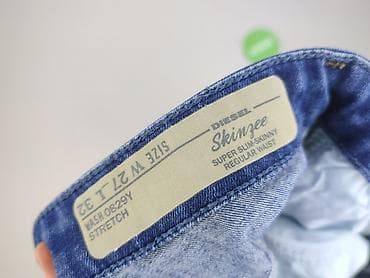 DIESEL
Skinzee
SUPER SLIM-SKINNY
REGULAR WAIST
SIZE W 27 L 32
WASH 0829Y
STRETCH